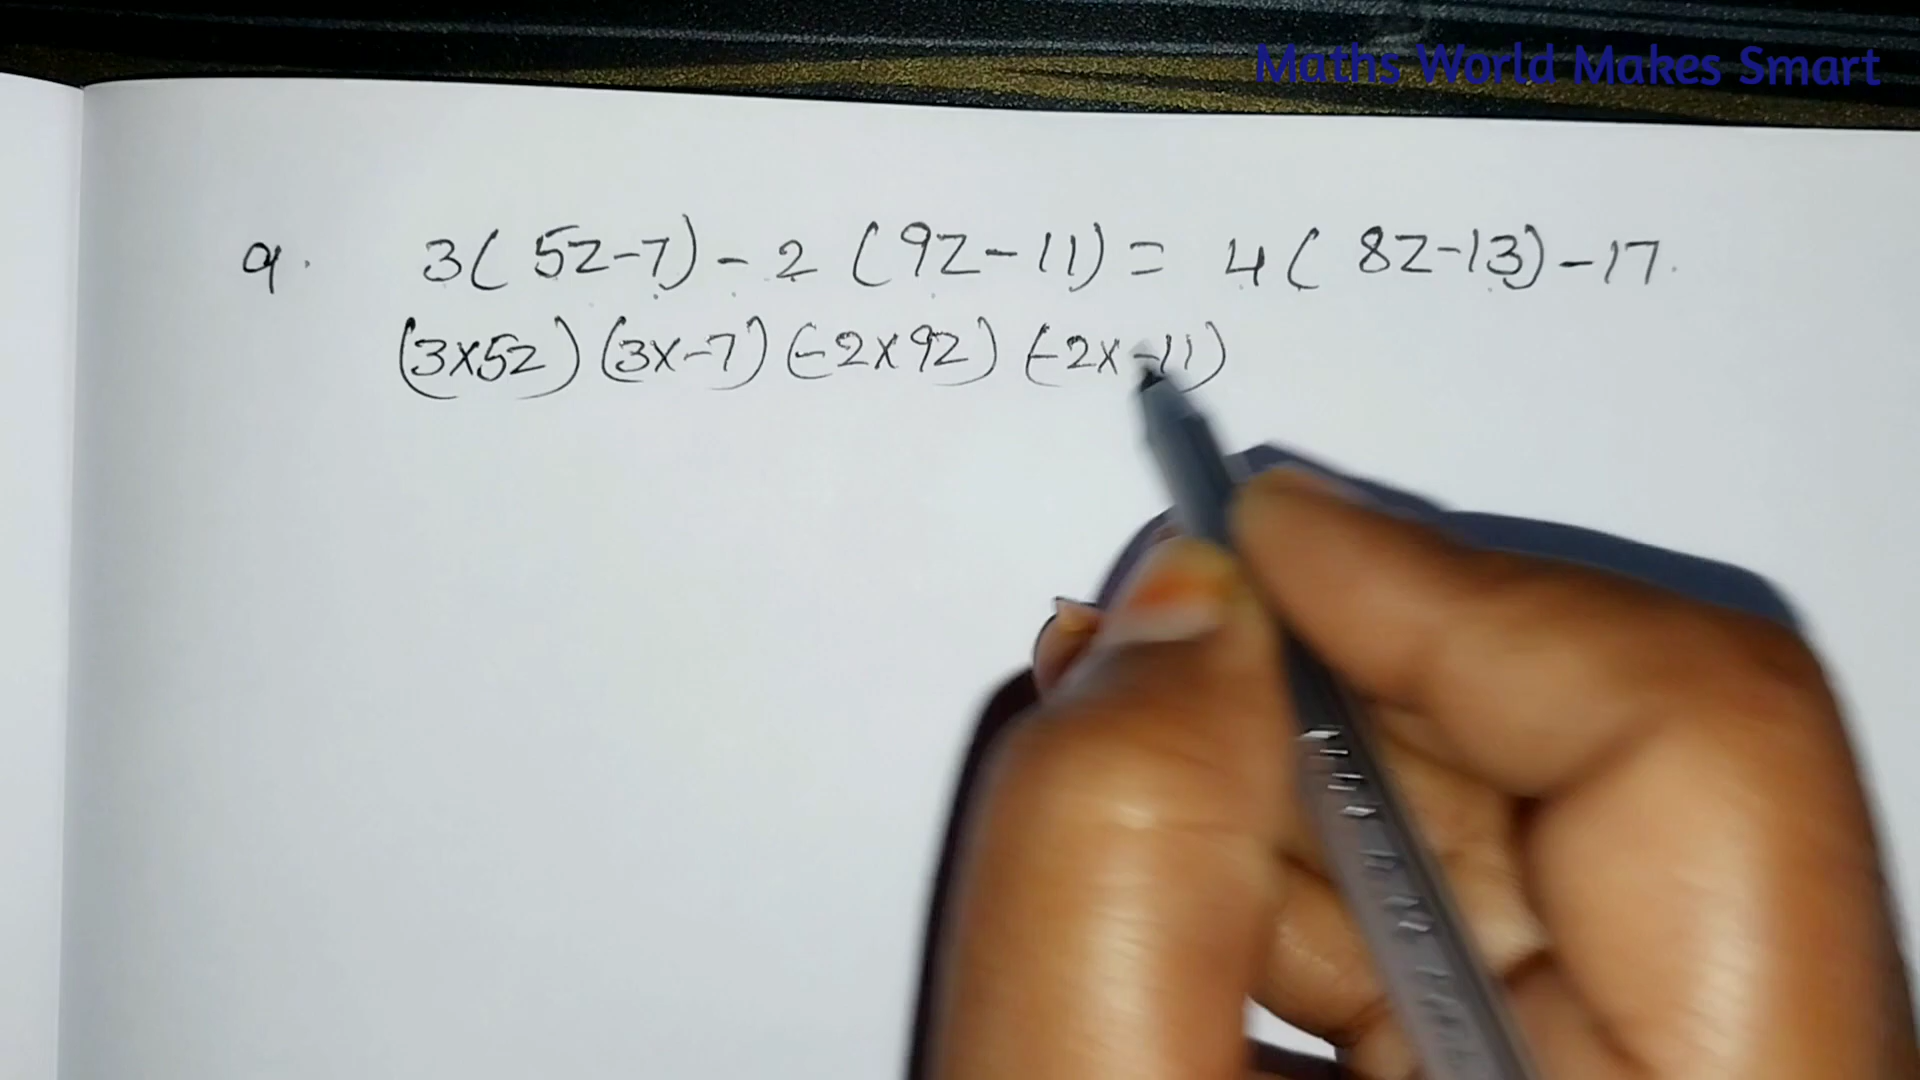 Maths World Makes Smart
9. 3(5z-7)-2(9z-11)=4(8z-13)-17.
(3x5z)(3x-7)(-2x9z)(-2x-11)